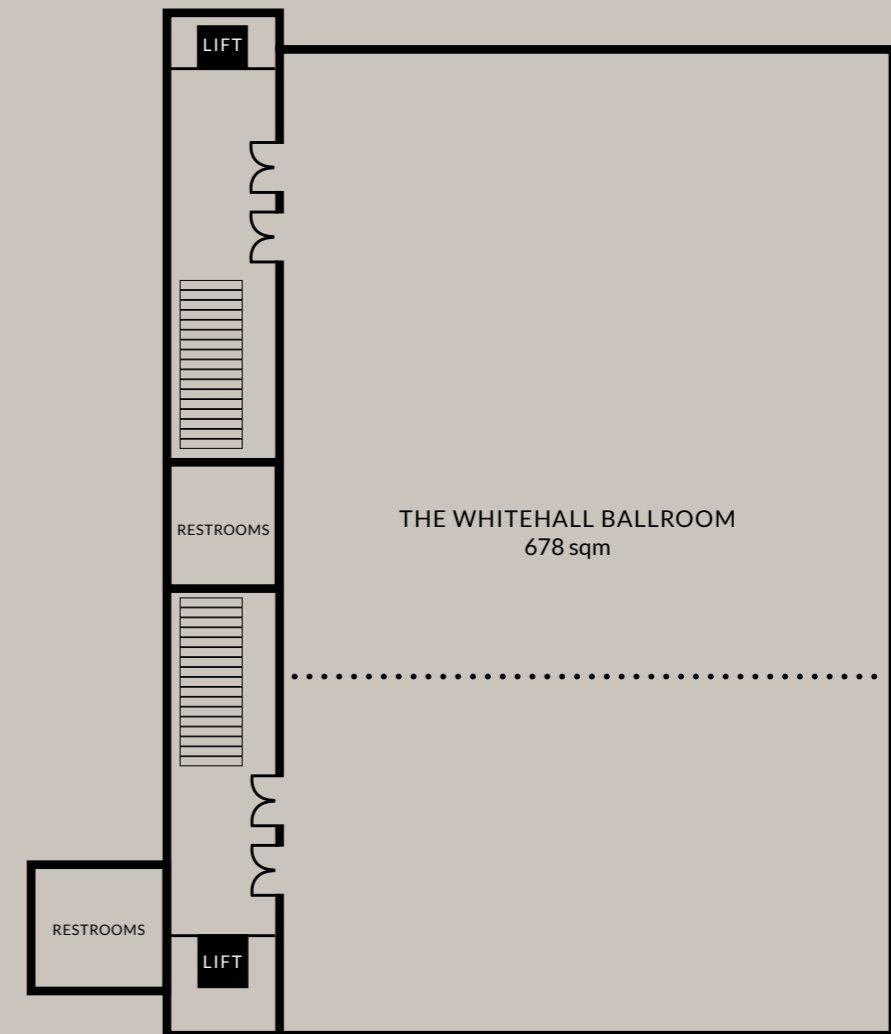 LIFT
RESTROOMS
THE WHITEHALL BALLROOM
678 sqm
RESTROOMS
LIFT